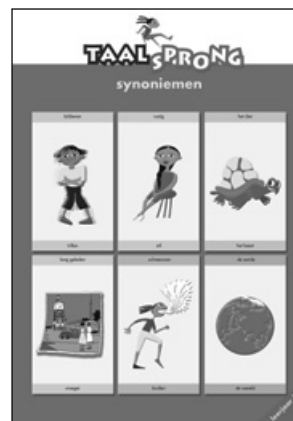 TAALSPRONG
synoniemen
bibberen
rustig
het dier
trillen
stil
het beest
lang geleden
schreeuwen
de aarde
vroeger
brullen
de wereld